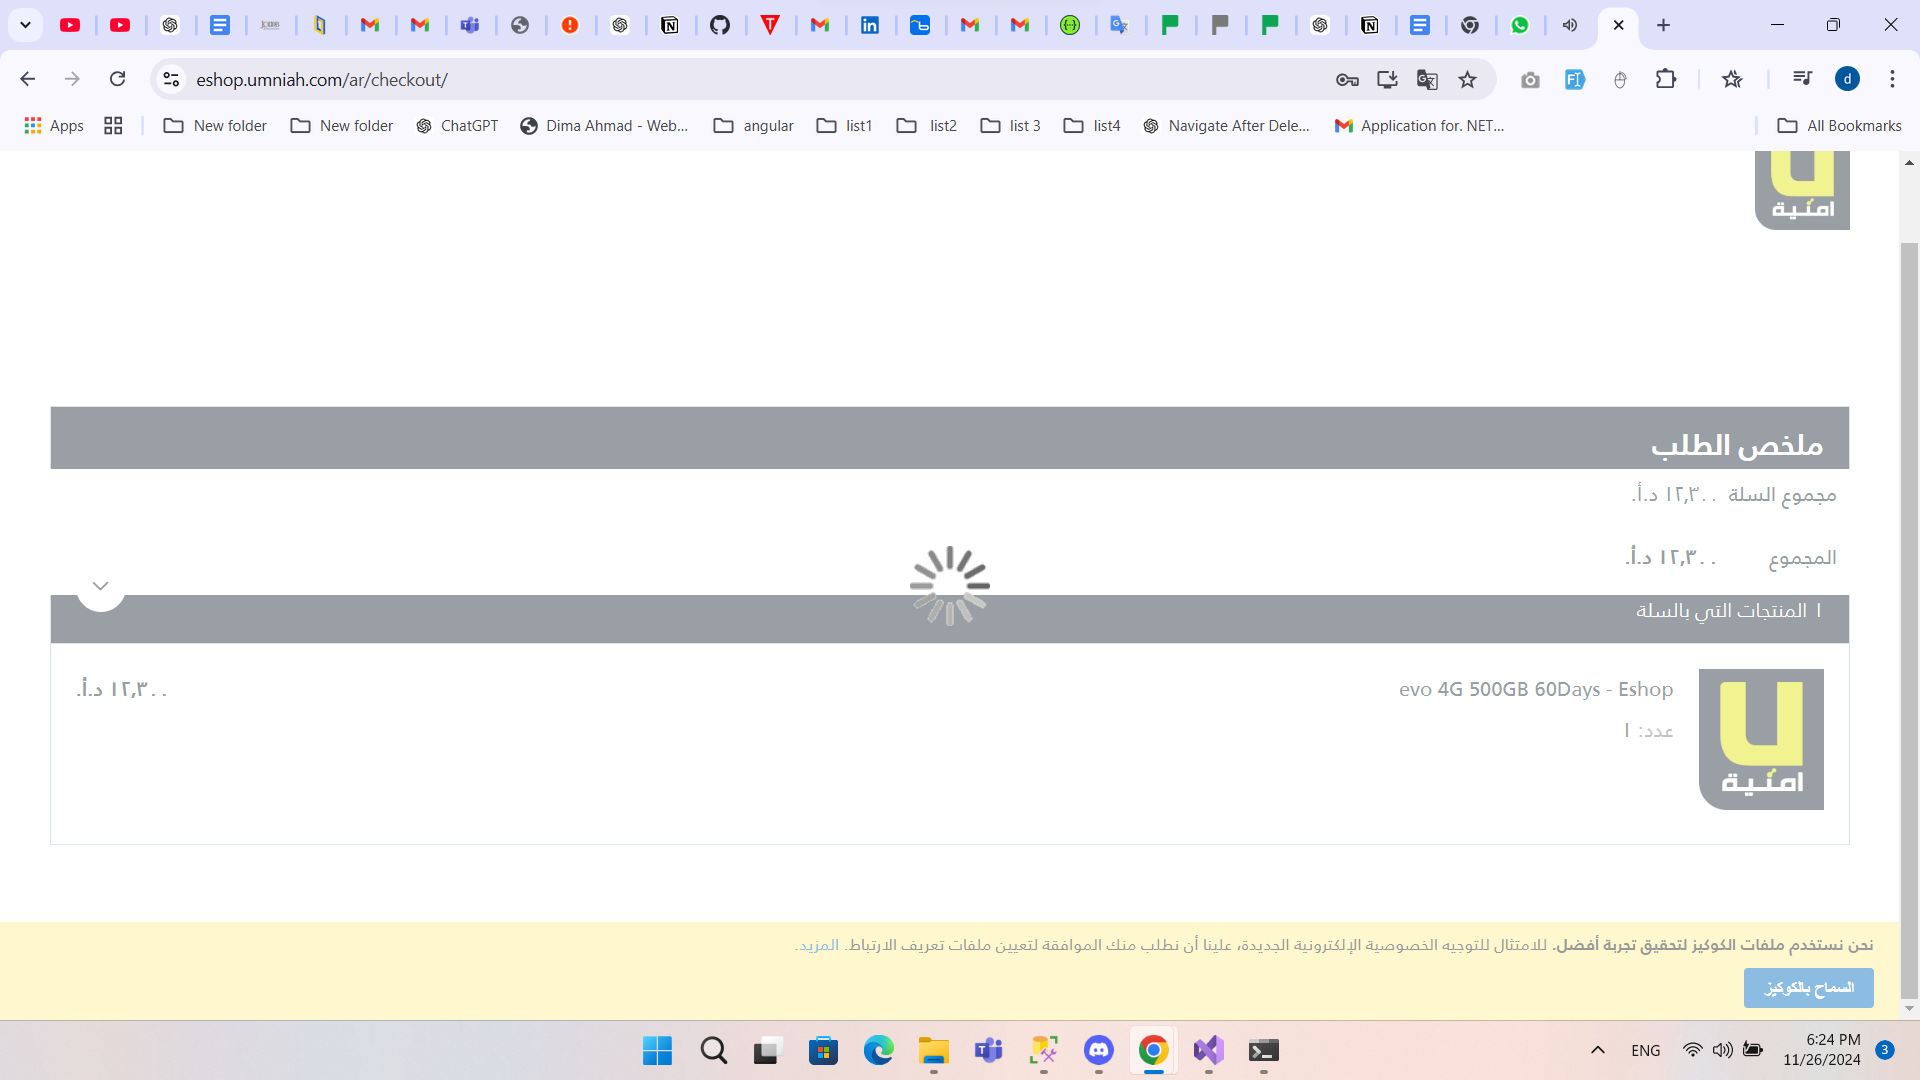 eshop.umniah.com/ar/checkout/
Apps
New folder
New folder
ChatGPT
Dima Ahmad - Web...
angular
list1
list2
list 3
list4
Navigate After Dele...
Application for. NET...
All Bookmarks
امنية
ملخص الطلب
مجموع السلة ١٢,٣٠٠ د.أ.
المجموع ١٢,٣٠٠ د.أ.
١ المنتجات التي بالسلة
evo 4G 500GB 60Days - Eshop
١٢,٣٠٠ د.أ.
عدد: ١
امنية
نحن نستخدم ملفات الكوكيز لتحقيق تجربة أفضل. للامتثال للتوجيه الخصوصية الإلكترونية الجديدة، علينا أن نطلب منك الموافقة لتعيين ملفات تعريف الارتباط. المزيد.
السماح بالكوكيز
ENG
6:24 PM
11/26/2024
3